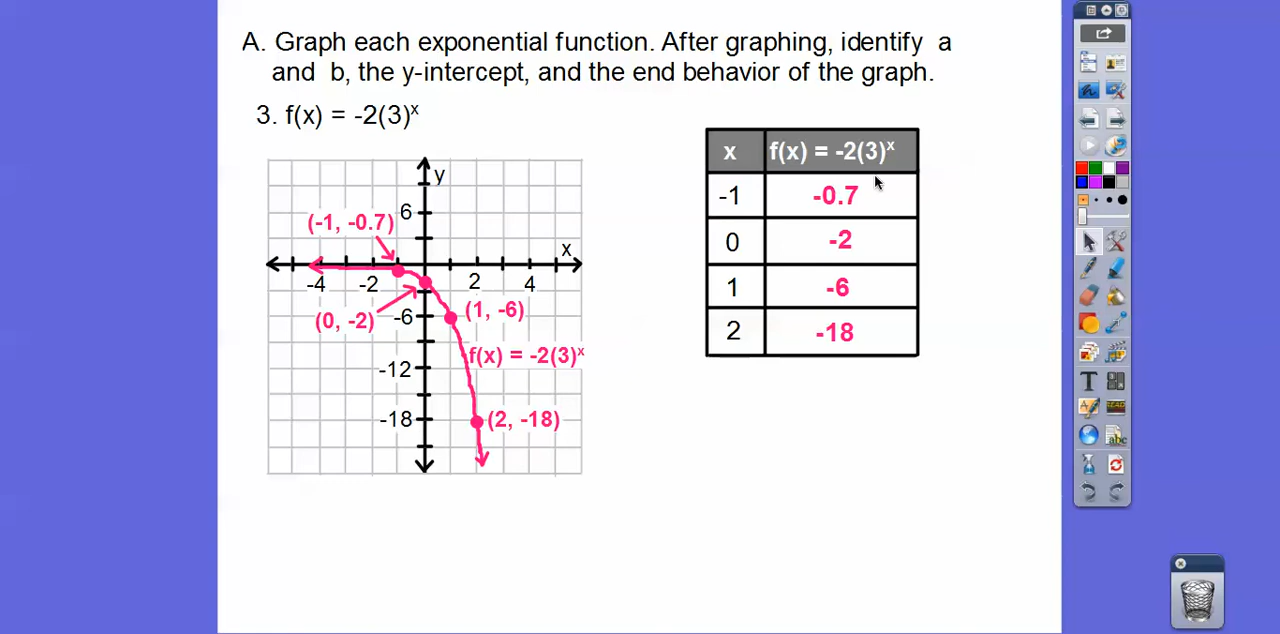 A. Graph each exponential function. After graphing, identify a
and b, the y-intercept, and the end behavior of the graph.
3. f(x) = -2(3)ˣ
x f(x) = -2(3)ˣ
-1 -0.7
0 -2
1 -6
2 -18
y
6
(-1, -0.7)
x
-4 -2 2 4
(0, -2) -6 (1, -6)
f(x) = -2(3)ˣ
-12
-18 (2, -18)
T
abc